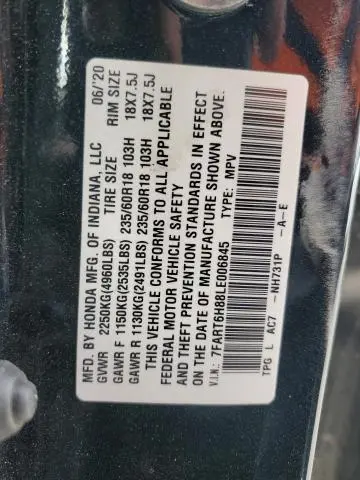 MFD. BY HONDA MFG. OF INDIANA, LLC 06/'20
GVWR 2250KG(4960LBS) TIRE SIZE RIM SIZE
GAWR F 1150KG(2535LBS) 235/60R18 103H 18X7.5J
GAWR R 1130KG(2491LBS) 235/60R18 103H 18X7.5J
THIS VEHICLE CONFORMS TO ALL APPLICABLE
FEDERAL MOTOR VEHICLE SAFETY
AND THEFT PREVENTION STANDARDS IN EFFECT
ON THE DATE OF MANUFACTURE SHOWN ABOVE.
V.I.N.: 7FART6H88LE006845 TYPE: MPV
TPG L AC7 -NH731P -A-E